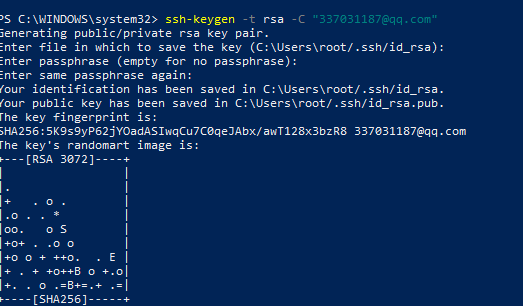 PS C:\WINDOWS\system32> ssh-keygen -t rsa -C "337031187@qq.com"
Generating public/private rsa key pair.
Enter file in which to save the key (C:\Users\root/.ssh/id_rsa):
Enter passphrase (empty for no passphrase):
Enter same passphrase again:
Your identification has been saved in C:\Users\root/.ssh/id_rsa.
Your public key has been saved in C:\Users\root/.ssh/id_rsa.pub.
The key fingerprint is:
SHA256:5K9s9yP62jYOadASIwqCu7C0qeJAbx/awT128x3bzR8 337031187@qq.com
The key's randomart image is:
+---[RSA 3072]----+
|                 |
|.                |
|+   . o .        |
|.o . . *         |
|oo.   o S        |
|+o+ . .o o       |
|+o o + ++o.  . E |
|+ . + +o++B o +.o|
|+. . o .=B+=.+ .=|
+----[SHA256]-----+